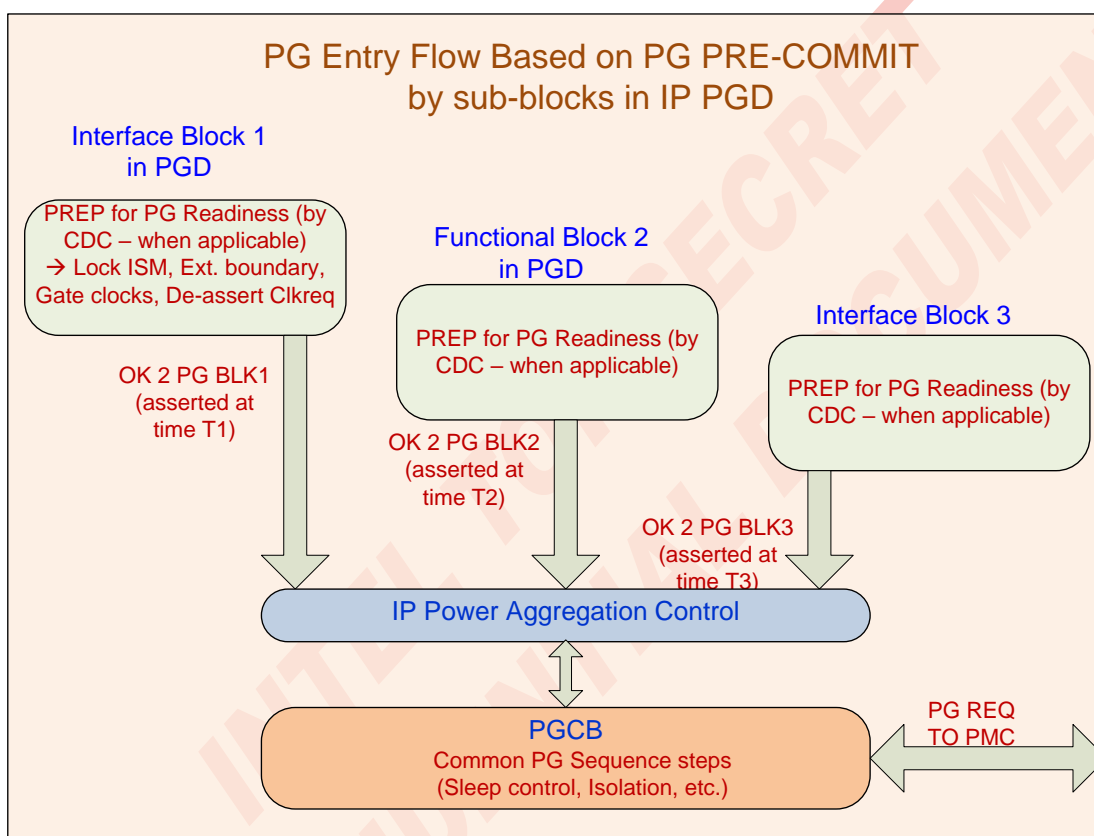 PG Entry Flow Based on PG PRE-COMMIT
by sub-blocks in IP PGD
Interface Block 1
in PGD
PREP for PG Readiness (by
CDC – when applicable)
→ Lock ISM, Ext. boundary,
Gate clocks, De-assert Clkreq
OK 2 PG BLK1
(asserted at
time T1)
Functional Block 2
in PGD
PREP for PG Readiness (by
CDC – when applicable)
OK 2 PG BLK2
(asserted at
time T2)
Interface Block 3
PREP for PG Readiness (by
CDC – when applicable)
OK 2 PG BLK3
(asserted at
time T3)
IP Power Aggregation Control
PGCB
Common PG Sequence steps
(Sleep control, Isolation, etc.)
PG REQ
TO PMC
INTEL TOP SECRET